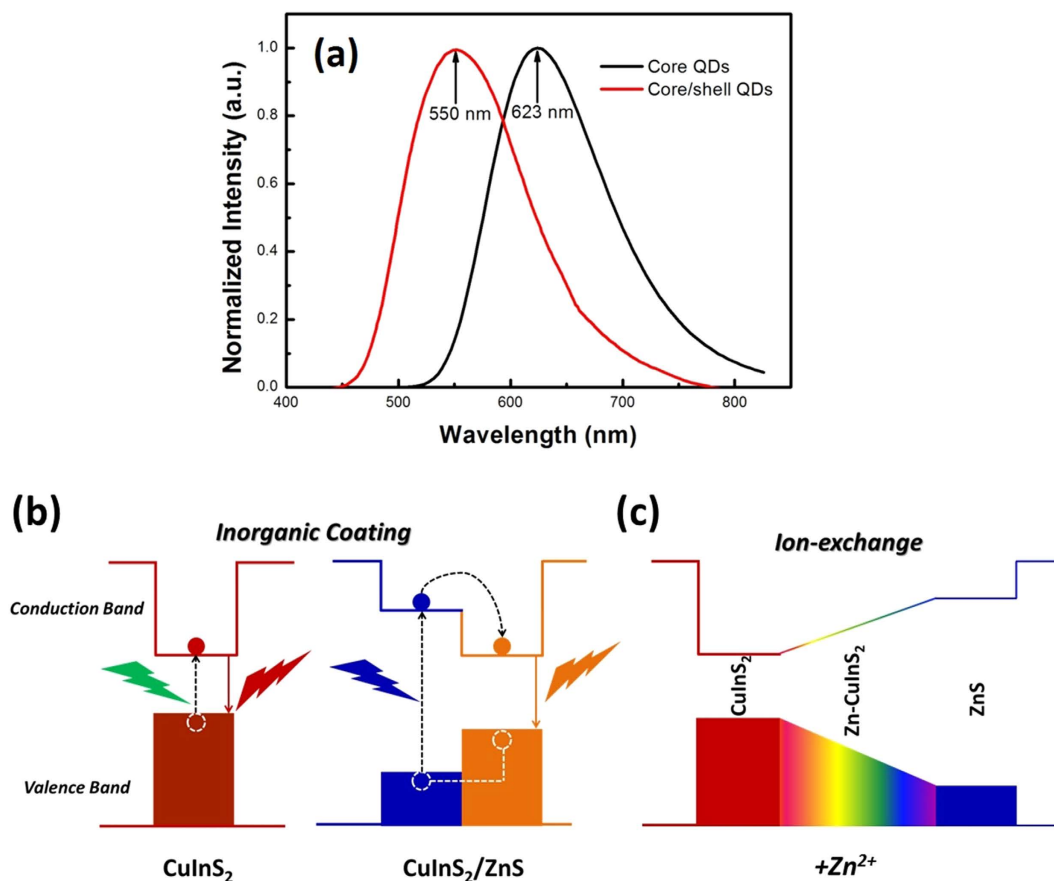 (a)
Normalized Intensity (a.u.)
1.0
0.8
0.6
0.4
0.2
0.0
550 nm
623 nm
Core QDs
Core/shell QDs
400
500
600
700
800
Wavelength (nm)
(b)
Inorganic Coating
Conduction Band
Valence Band
CuInS₂
CuInS₂/ZnS
(c)
Ion-exchange
CuInS₂
Zn-CuInS₂
ZnS
+Zn²⁺